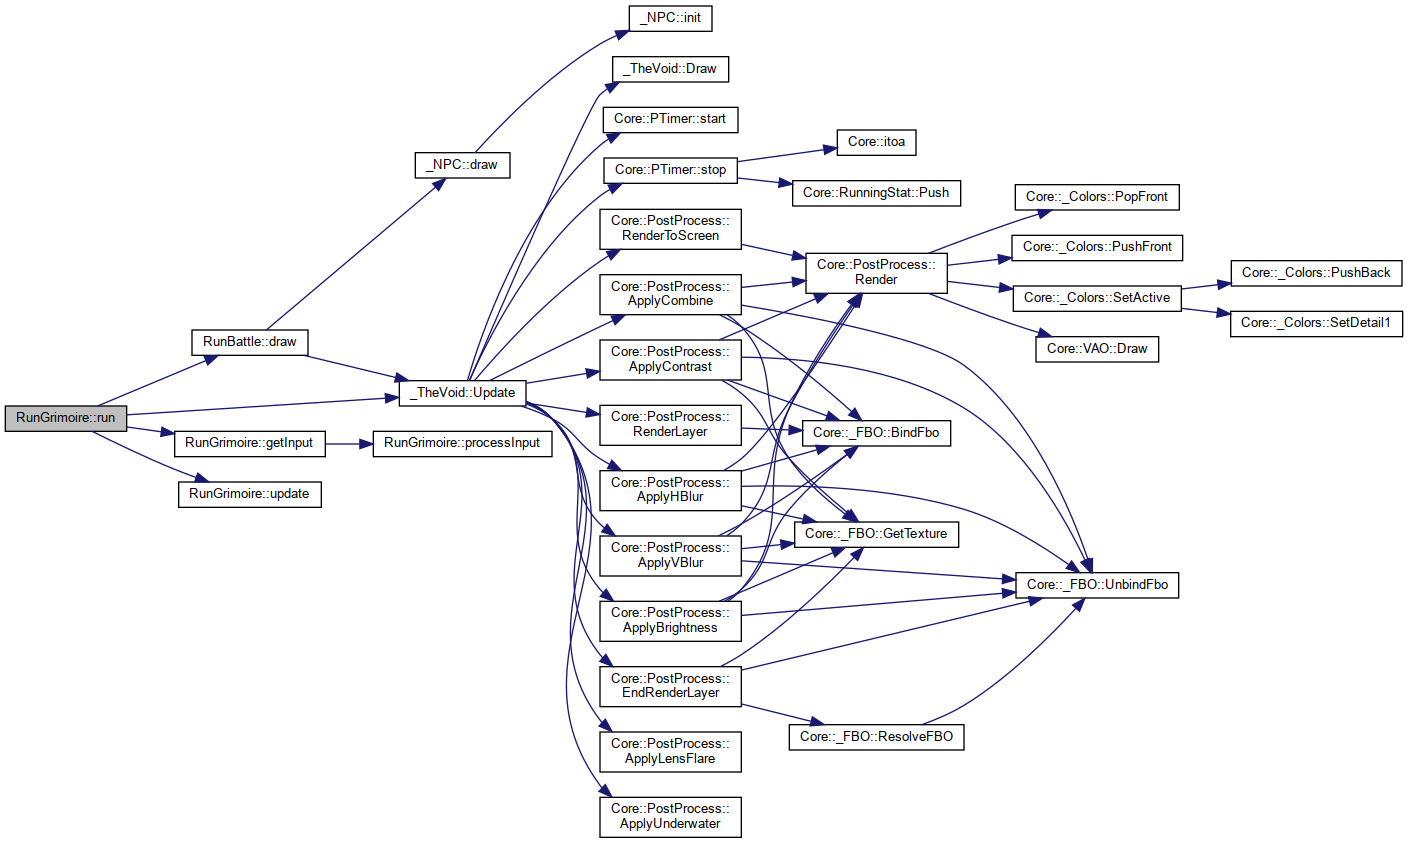 RunGrimoire::run
RunBattle::draw
RunGrimoire::getInput
RunGrimoire::update
_NPC::draw
_TheVoid::Update
RunGrimoire::processInput
_NPC::init
_TheVoid::Draw
Core::PTimer::start
Core::PTimer::stop
Core::PostProcess::
RenderToScreen
Core::PostProcess::
ApplyCombine
Core::PostProcess::
ApplyContrast
Core::PostProcess::
RenderLayer
Core::PostProcess::
ApplyHBlur
Core::PostProcess::
ApplyVBlur
Core::PostProcess::
ApplyBrightness
Core::PostProcess::
EndRenderLayer
Core::PostProcess::
ApplyLensFlare
Core::PostProcess::
ApplyUnderwater
Core::itoa
Core::RunningStat::Push
Core::PostProcess::
Render
Core::_FBO::BindFbo
Core::_FBO::GetTexture
Core::_FBO::ResolveFBO
Core::_Colors::PopFront
Core::_Colors::PushFront
Core::_Colors::SetActive
Core::VAO::Draw
Core::_FBO::UnbindFbo
Core::_Colors::PushBack
Core::_Colors::SetDetail1